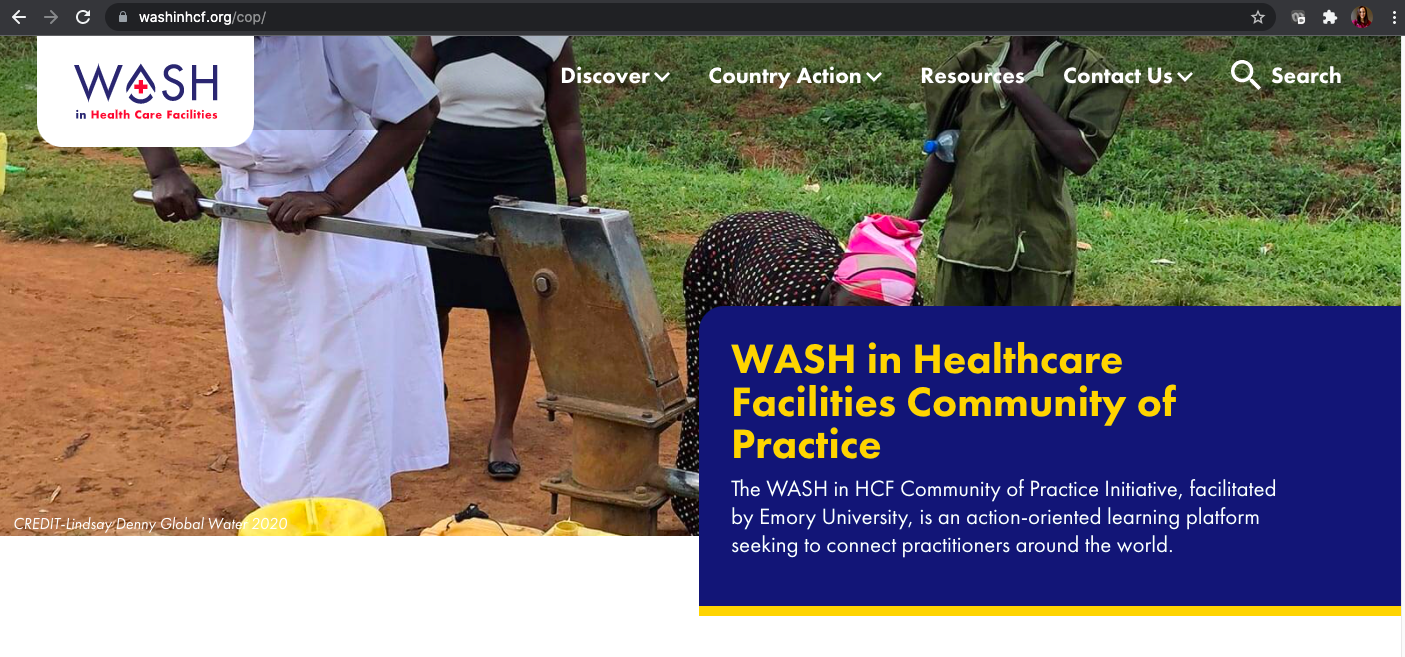 washinhcf.org/cop/
WASH
in Health Care Facilities
Discover
Country Action
Resources
Contact Us
Search
WASH in Healthcare
Facilities Community of
Practice
The WASH in HCF Community of Practice Initiative, facilitated
by Emory University, is an action-oriented learning platform
seeking to connect practitioners around the world.
CREDIT-Lindsay Denny Global Water 2020